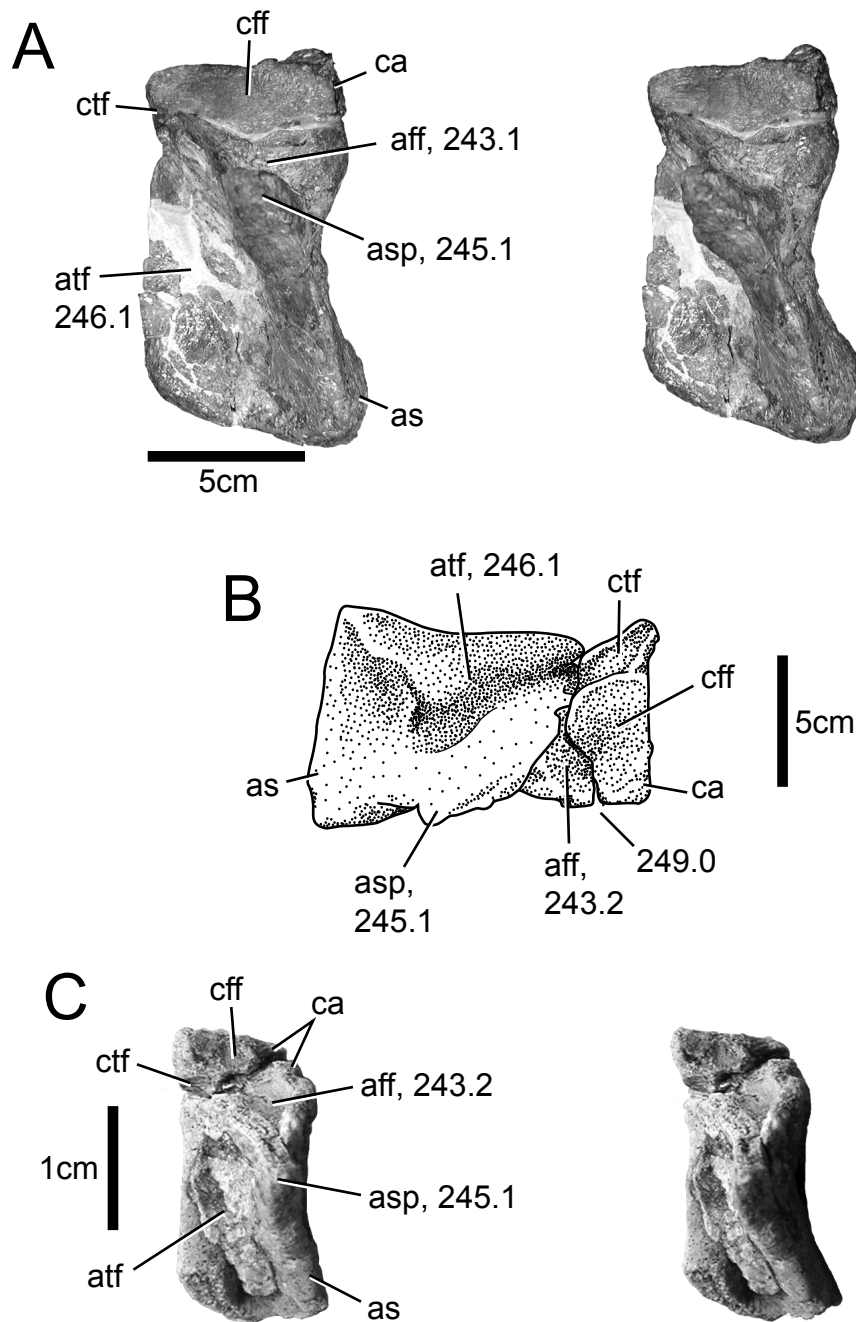 A
cff
ca
ctf
aff, 243.1
asp, 245.1
atf
246.1
as
5cm
B
atf, 246.1
ctf
cff
5cm
as
ca
asp,
245.1
aff,
243.2
249.0
C
cff
ca
ctf
aff, 243.2
1cm
asp, 245.1
atf
as